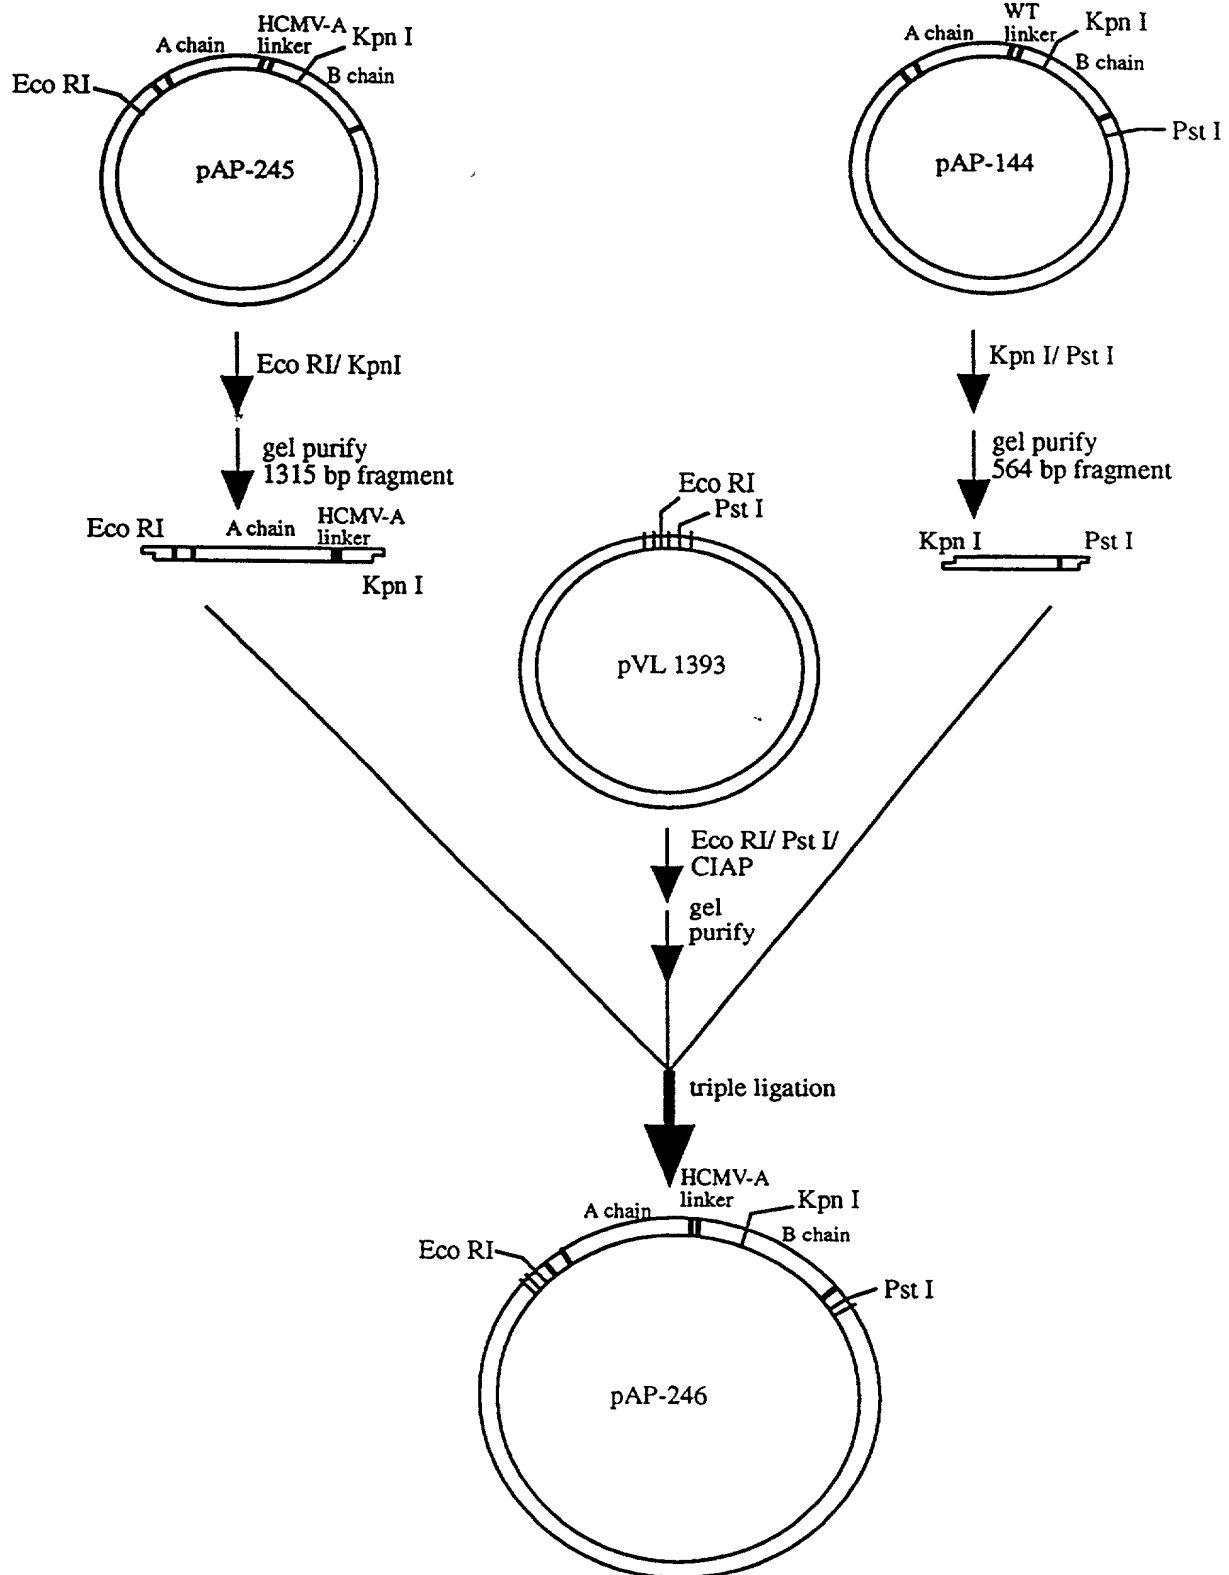 A chain
HCMV-A
linker
Kpn I
B chain
Eco RI
pAP-245
A chain
WT
linker
Kpn I
B chain
Pst I
pAP-144
Eco RI/ KpnI
gel purify
1315 bp fragment
Kpn I/ Pst I
gel purify
564 bp fragment
Eco RI
A chain
HCMV-A
linker
Kpn I
Eco RI
Pst I
pVL 1393
Kpn I
Pst I
Eco RI/ Pst I/
CIAP
gel
purify
triple ligation
HCMV-A
linker
A chain
Kpn I
B chain
Eco RI
Pst I
pAP-246